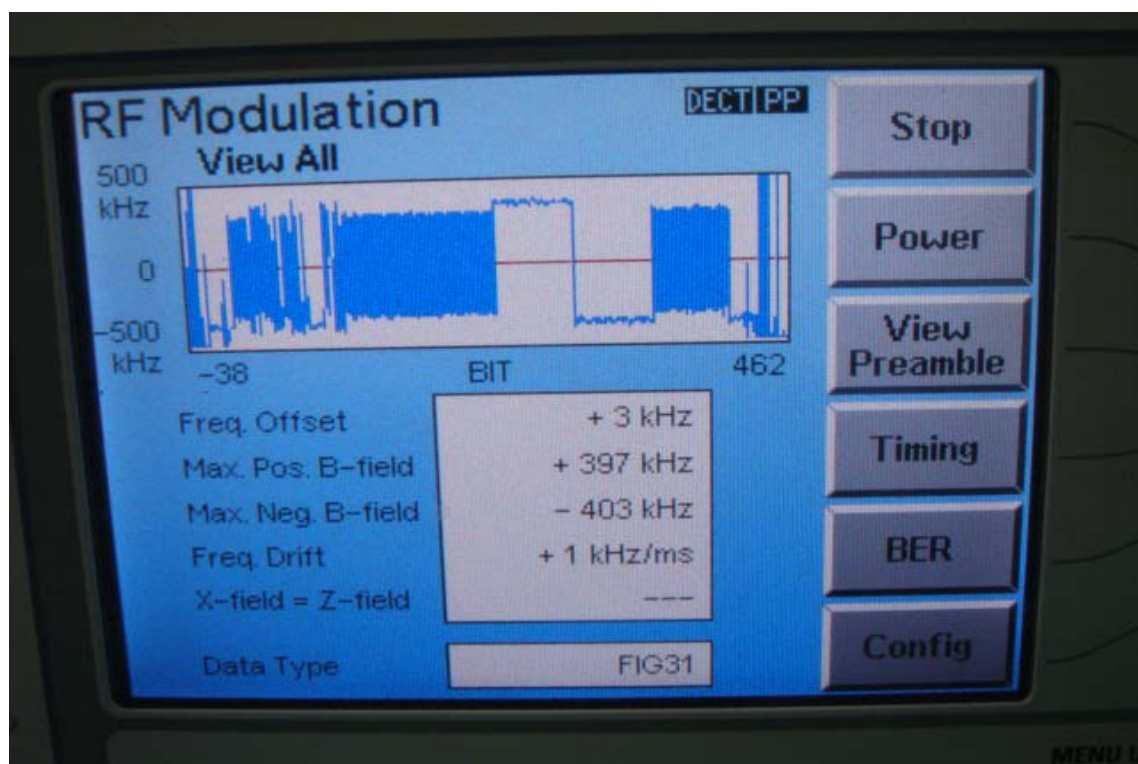 RF Modulation
DECT PP
View All
500
kHz
0
-500
kHz
-38
BIT
462
Freq. Offset
+ 3 kHz
Max. Pos. B-field
+ 397 kHz
Max. Neg. B-field
- 403 kHz
Freq. Drift
+ 1 kHz/ms
X-field = Z-field
---
Data Type
FIG31
Stop
Power
View
Preamble
Timing
BER
Config
MENU